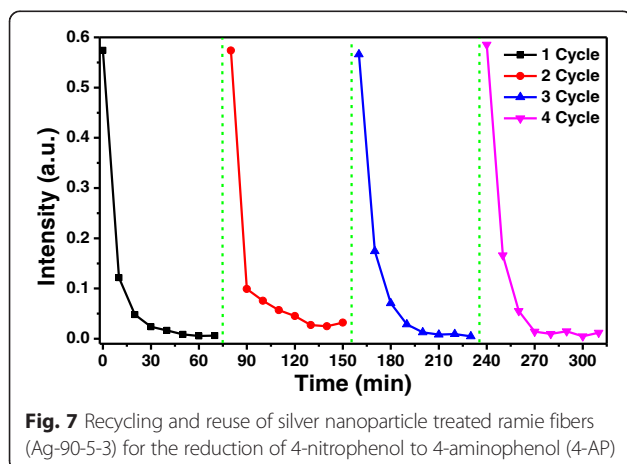 0.6
0.5
0.4
0.3
0.2
0.1
0.0
Intensity (a.u.)
1 Cycle
2 Cycle
3 Cycle
4 Cycle
0 30 60 90 120 150 180 210 240 270 300
Time (min)
Fig. 7 Recycling and reuse of silver nanoparticle treated ramie fibers
(Ag-90-5-3) for the reduction of 4-nitrophenol to 4-aminophenol (4-AP)